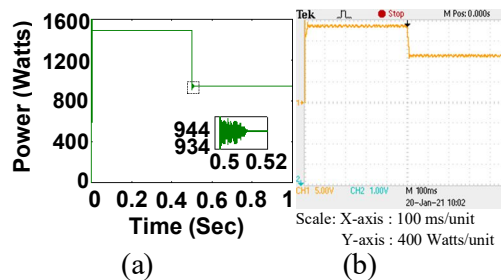 Power (Watts)
1600
1200
800
400
0
944
934
0.5 0.52
0 0.2 0.4 0.6 0.8 1
Time (Sec)
(a)
Tek Stop M Pos: 0.000s
1
2
CH1 5.00V CH2 1.00V M 100ms
20-Jan-21 10:02
Scale: X-axis : 100 ms/unit
Y-axis : 400 Watts/unit
(b)